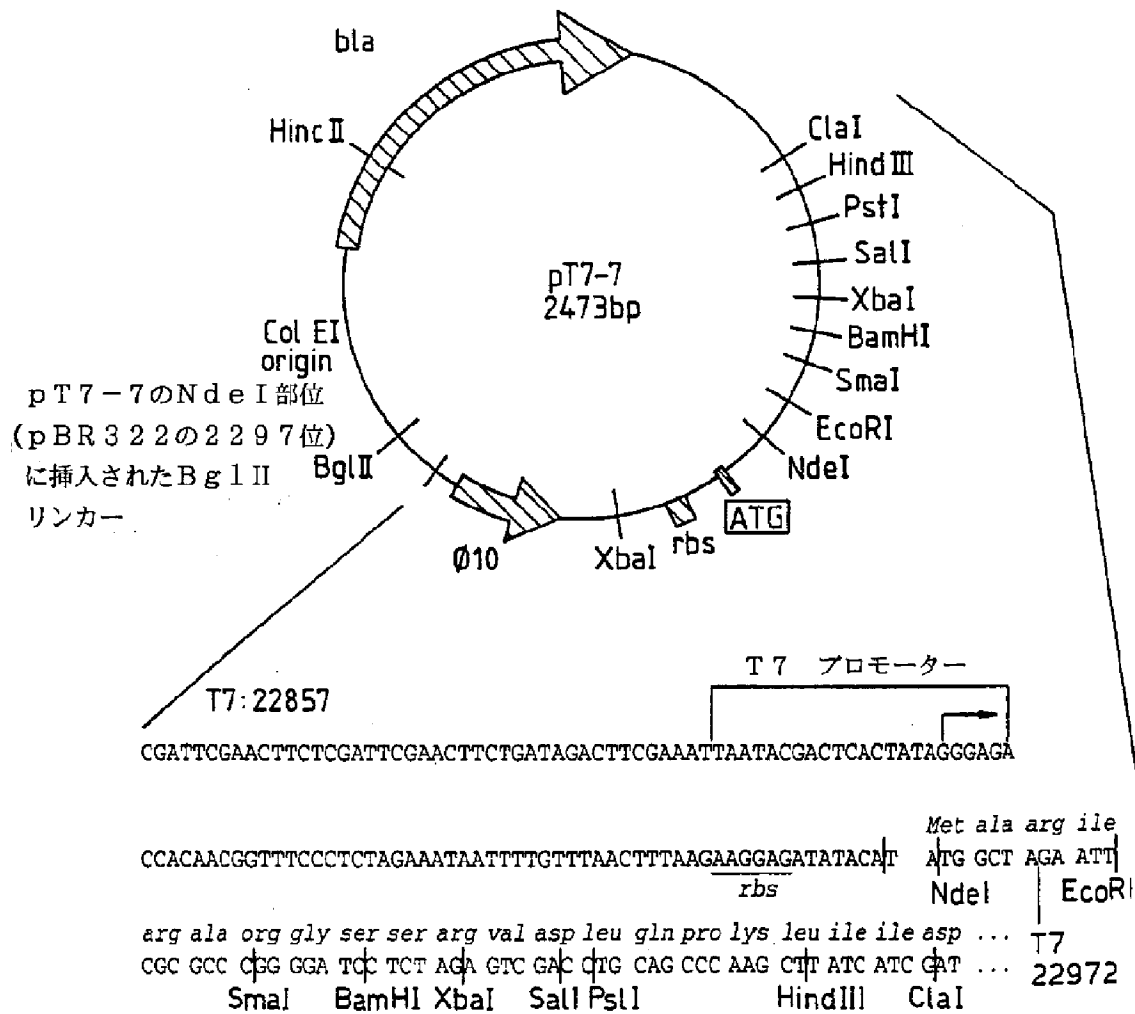 bla
Hinc II
ClaI
Hind III
PstI
SalI
XbaI
BamHI
SmaI
EcoRI
NdeI
pT7-7
2473bp
Col EI
origin
pT7-7のNdeI部位
(pBR322の2297位)
に挿入されたBglII
リンカー
BglII
Ø10
XbaI
rbs
ATG
T7 プロモーター
T7:22857
CGATTCGAACTTCTCGATTCGAACTTCTGATAGACTTCGAAATTAATACGACTCACTATAGGGAGA
Met ala arg ile
CCACAACGGTTTCCCTCTAGAAATAATTTTGTTTAACTTTAAGAAGGAGATATACAT ATG GCT AGA ATT
rbs
NdeI
EcoRI
arg ala org gly ser ser arg val asp leu gln pro lys leu ile ile asp ...
T7
22972
CGC GCC CGG GGA TCC TCT AGA GTC GAC CTG CAG CCC AAG CTT ATC ATC GAT ...
SmaI
BamHI
XbaI
SalI
PslI
HindIII
ClaI